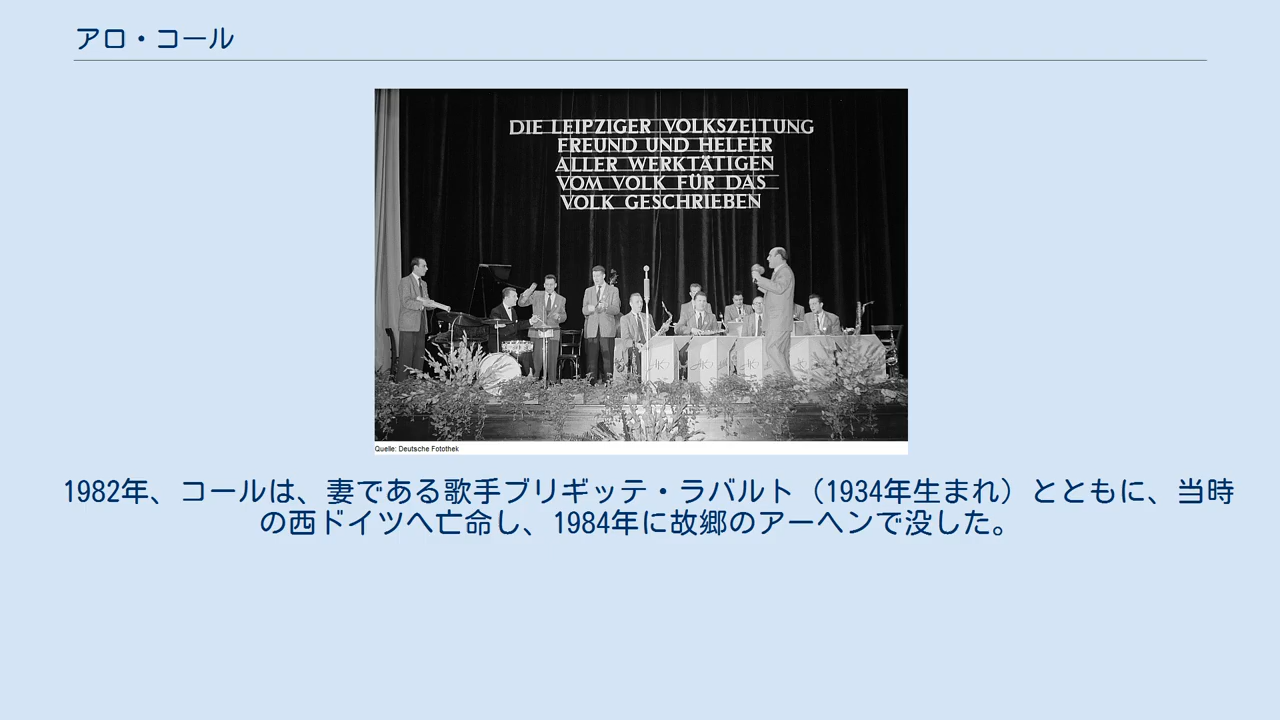 アロ・コール
DIE LEIPZIGER VOLKSZEITUNG
FREUND UND HELFER
ALLER WERKTÄTIGEN
VOM VOLK FÜR DAS
VOLK GESCHRIEBEN
Quelle: Deutsche Fotothek
1982年、コールは、妻である歌手ブリギッテ・ラバルト（1934年生まれ）とともに、当時
の西ドイツへ亡命し、1984年に故郷のアーヘンで没した。